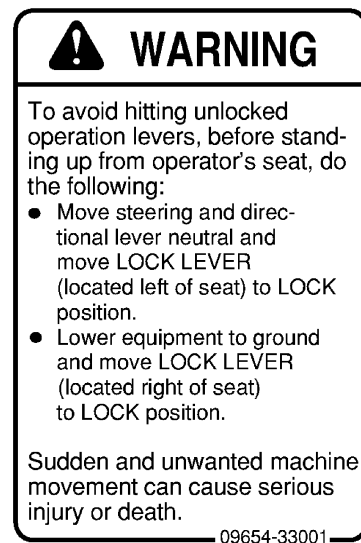 WARNING
To avoid hitting unlocked
operation levers, before stand-
ing up from operator's seat, do
the following:
● Move steering and direc-
tional lever neutral and
move LOCK LEVER
(located left of seat) to LOCK
position.
● Lower equipment to ground
and move LOCK LEVER
(located right of seat)
to LOCK position.
Sudden and unwanted machine
movement can cause serious
injury or death.
09654-33001